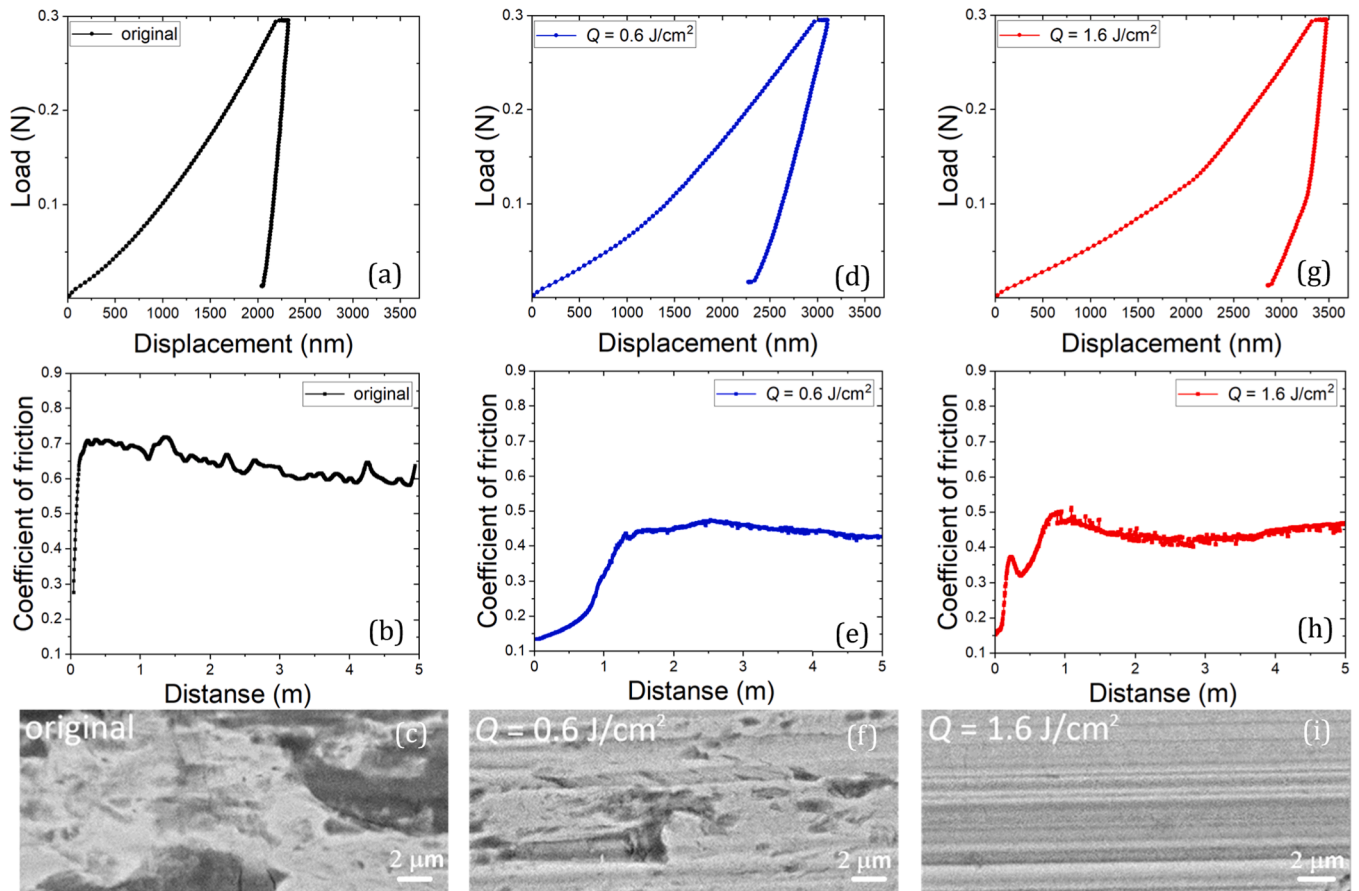 0.3
0.2
0.1
Load (N)
original
(a)
0 500 1000 1500 2000 2500 3000 3500
Displacement (nm)
0.3
0.2
0.1
Load (N)
Q = 0.6 J/cm²
(d)
0 500 1000 1500 2000 2500 3000 3500
Displacement (nm)
0.3
0.2
0.1
Load (N)
Q = 1.6 J/cm²
(g)
0 500 1000 1500 2000 2500 3000 3500
Displacement (nm)
0.9
0.8
0.7
0.6
0.5
0.4
0.3
0.2
0.1
Coefficient of friction
original
(b)
0 1 2 3 4 5
Distanse (m)
0.9
0.8
0.7
0.6
0.5
0.4
0.3
0.2
0.1
Coefficient of friction
Q = 0.6 J/cm²
(e)
0 1 2 3 4 5
Distanse (m)
0.9
0.8
0.7
0.6
0.5
0.4
0.3
0.2
0.1
Coefficient of friction
Q = 1.6 J/cm²
(h)
0 1 2 3 4 5
Distanse (m)
original
(c)
2 μm
Q = 0.6 J/cm²
(f)
2 μm
Q = 1.6 J/cm²
(i)
2 μm